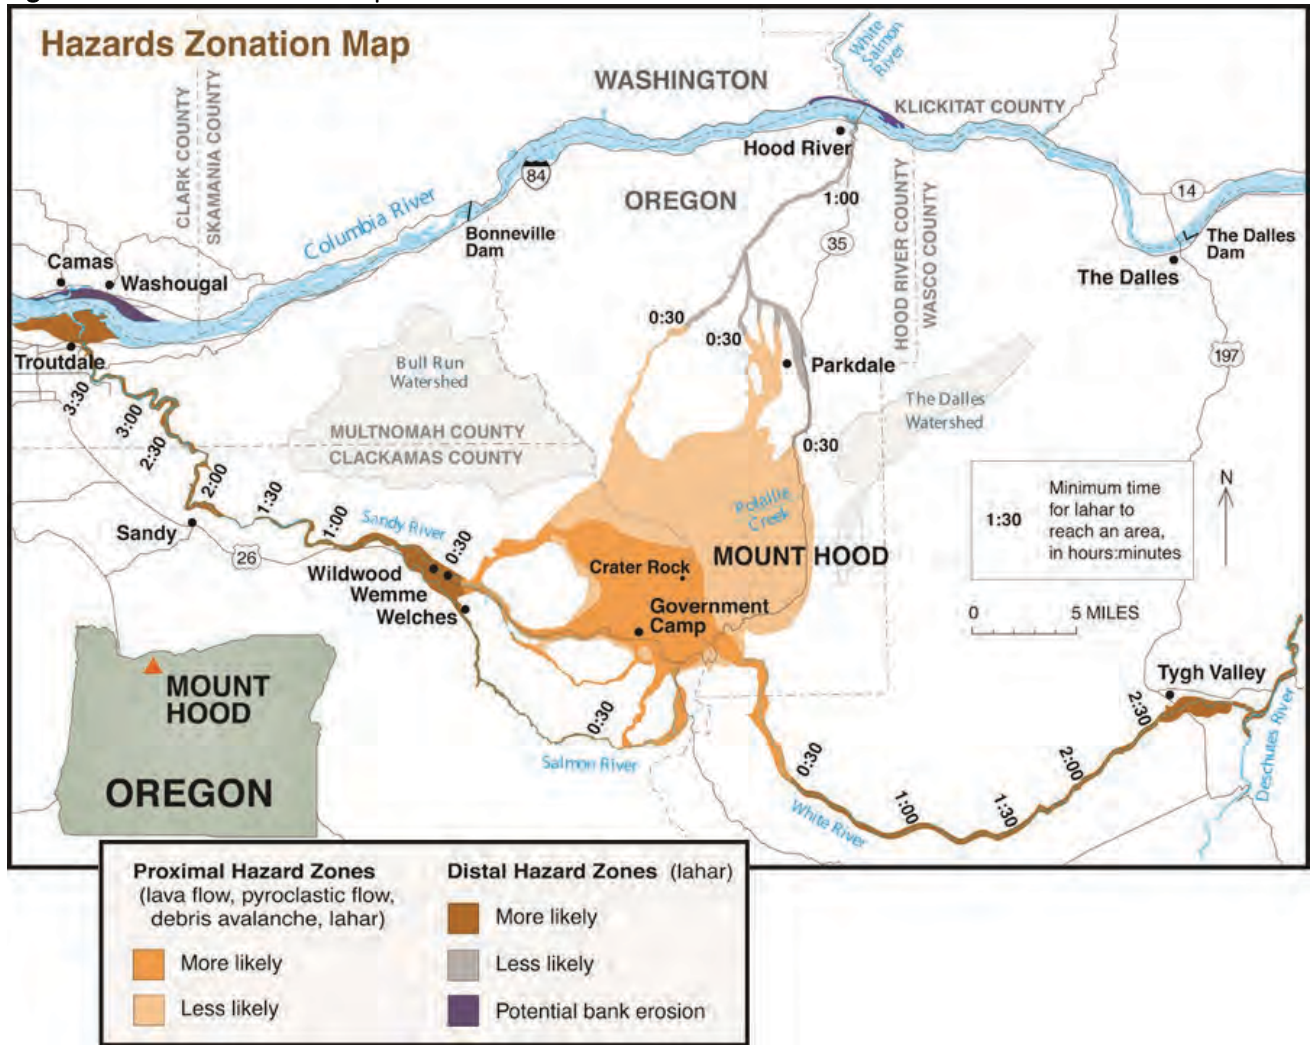 Hazards Zonation Map
WASHINGTON
White
Salmon
River
KLICKITAT COUNTY
CLARK COUNTY
SKAMANIA COUNTY
Hood River
84
OREGON
1:00
14
Columbia River
Bonneville
Dam
35
HOOD RIVER COUNTY
WASCO COUNTY
The Dalles
Dam
The Dalles
Camas
Washougal
0:30
0:30
Troutdale
Bull Run
Watershed
Parkdale
197
3:30
3:00
2:30
2:00
1:30
1:00
0:30
The Dalles
Watershed
MULTNOMAH COUNTY
CLACKAMAS COUNTY
0:30
1:30
Minimum time
for lahar to
reach an area,
in hours:minutes
N
Sandy River
Sandy
26
Creek
MOUNT HOOD
Crater Rock
Wildwood
Wemme
Welches
Government
Camp
0 5 MILES
Tygh Valley
MOUNT
HOOD
OREGON
0:30
Salmon River
0:30
1:00
1:30
2:00
2:30
White River
Deschutes River
Proximal Hazard Zones
(lava flow, pyroclastic flow,
debris avalanche, lahar)
More likely
Less likely
Distal Hazard Zones (lahar)
More likely
Less likely
Potential bank erosion